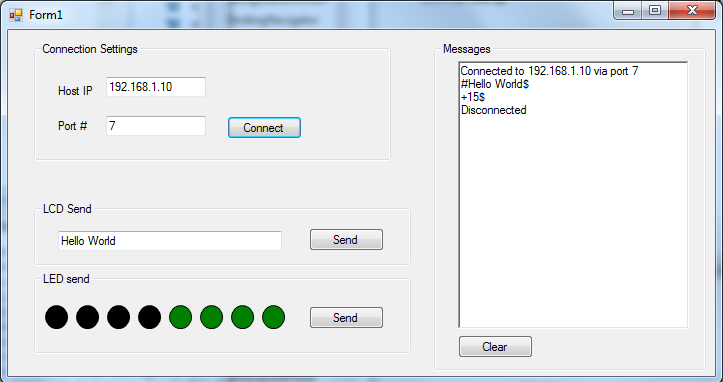 Form1
Connection Settings
Host IP
192.168.1.10
Port #
7
Connect
LCD Send
Hello World
Send
LED send
Send
Messages
Connected to 192.168.1.10 via port 7
#Hello World$
+15$
Disconnected
Clear